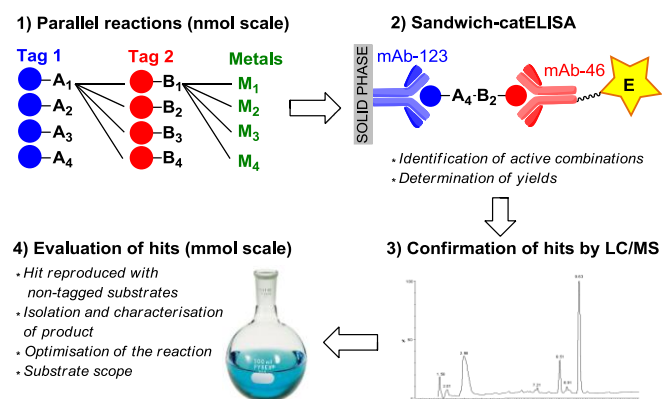 1) Parallel reactions (nmol scale)
Tag 1
Tag 2
Metals
A1
A2
A3
A4
B1
B2
B3
B4
M1
M2
M3
M4
2) Sandwich-catELISA
SOLID PHASE
mAb-123
mAb-46
A4-B2
E
* Identification of active combinations
* Determination of yields
4) Evaluation of hits (mmol scale)
* Hit reproduced with
non-tagged substrates
* Isolation and characterisation
of product
* Optimisation of the reaction
* Substrate scope
3) Confirmation of hits by LC/MS
100